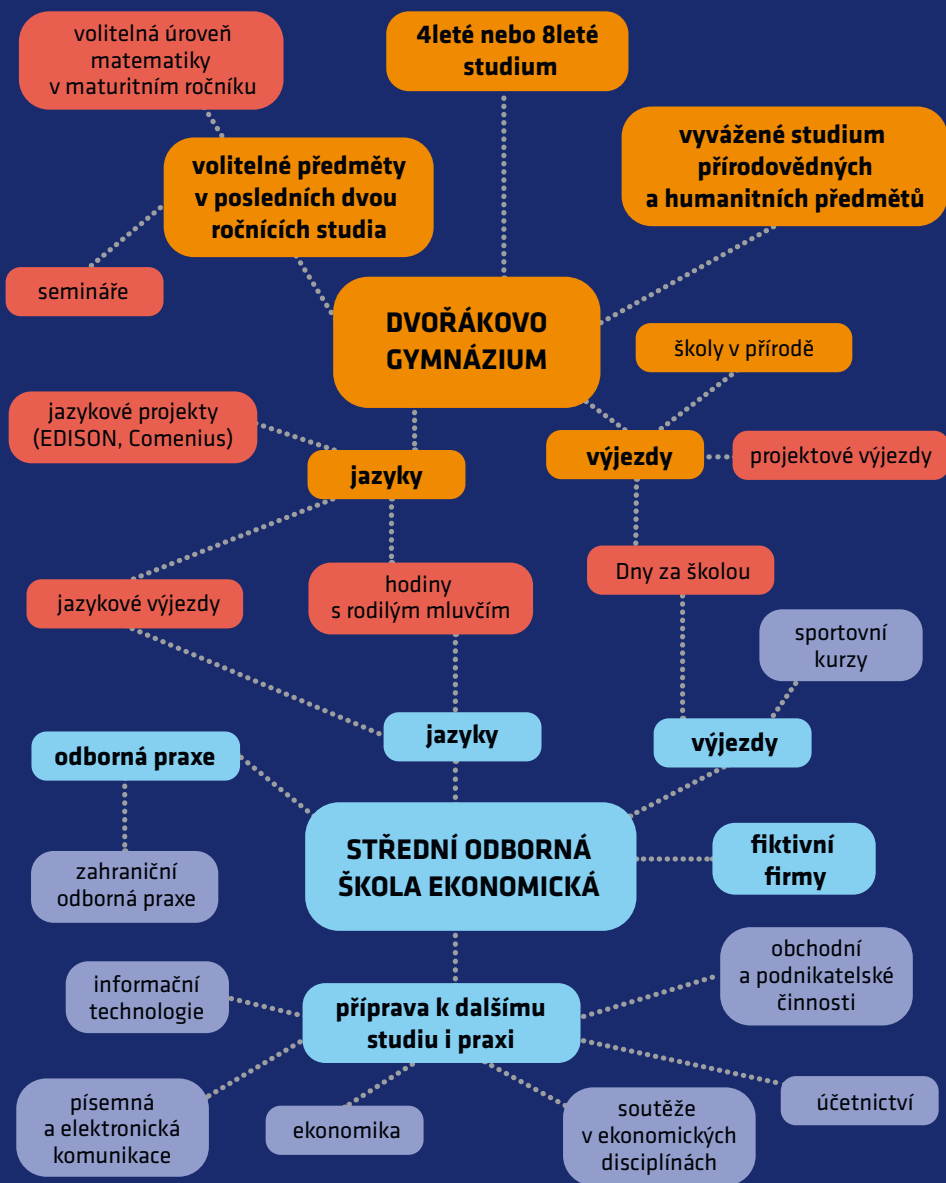 volitelná úroveň
matematiky
v maturitním ročníku
4leté nebo 8leté
studium
vyvážené studium
přírodovědných
a humanitních předmětů
volitelné předměty
v posledních dvou
ročnících studia
semináře
DVOŘÁKOVO
GYMNÁZIUM
školy v přírodě
jazykové projekty
(EDISON, Comenius)
jazyky
výjezdy
projektové výjezdy
jazykové výjezdy
hodiny
s rodilým mluvčím
Dny za školou
sportovní
kurzy
jazyky
výjezdy
odborná praxe
STŘEDNÍ ODBORNÁ
ŠKOLA EKONOMICKÁ
fiktivní
firmy
zahraniční
odborná praxe
obchodní
a podnikatelské
činnosti
informační
technologie
příprava k dalšímu
studiu i praxi
písemná
a elektronická
komunikace
ekonomika
soutěže
v ekonomických
disciplínách
účetnictví